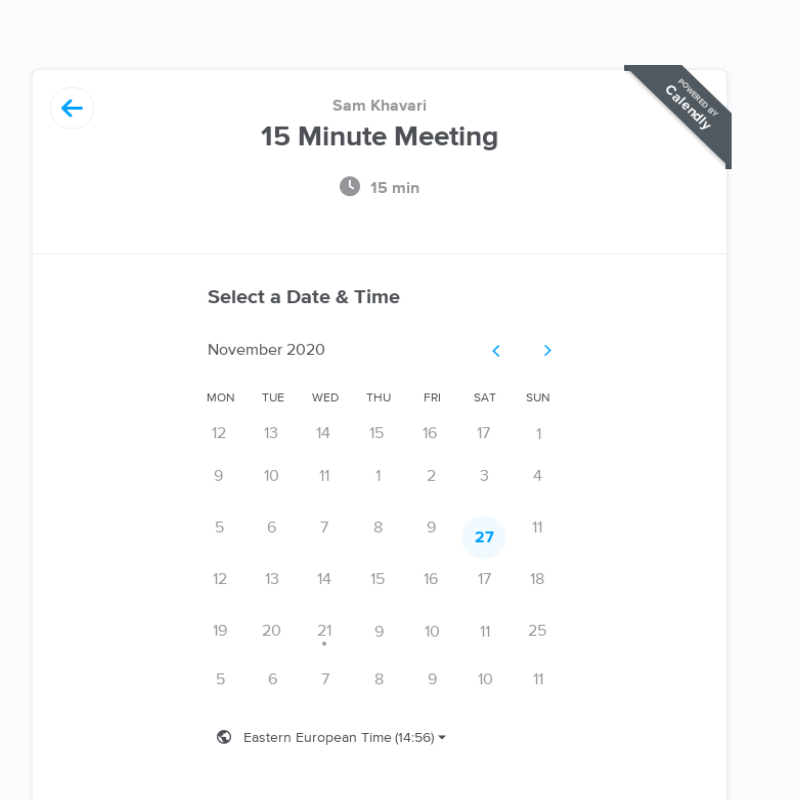 POWERED BY
Calendly
Sam Khavari
15 Minute Meeting
15 min
Select a Date & Time
November 2020
MON TUE WED THU FRI SAT SUN
12 13 14 15 16 17 1
9 10 11 1 2 3 4
5 6 7 8 9 27 11
12 13 14 15 16 17 18
19 20 21 9 10 11 25
5 6 7 8 9 10 11
Eastern European Time (14:56)